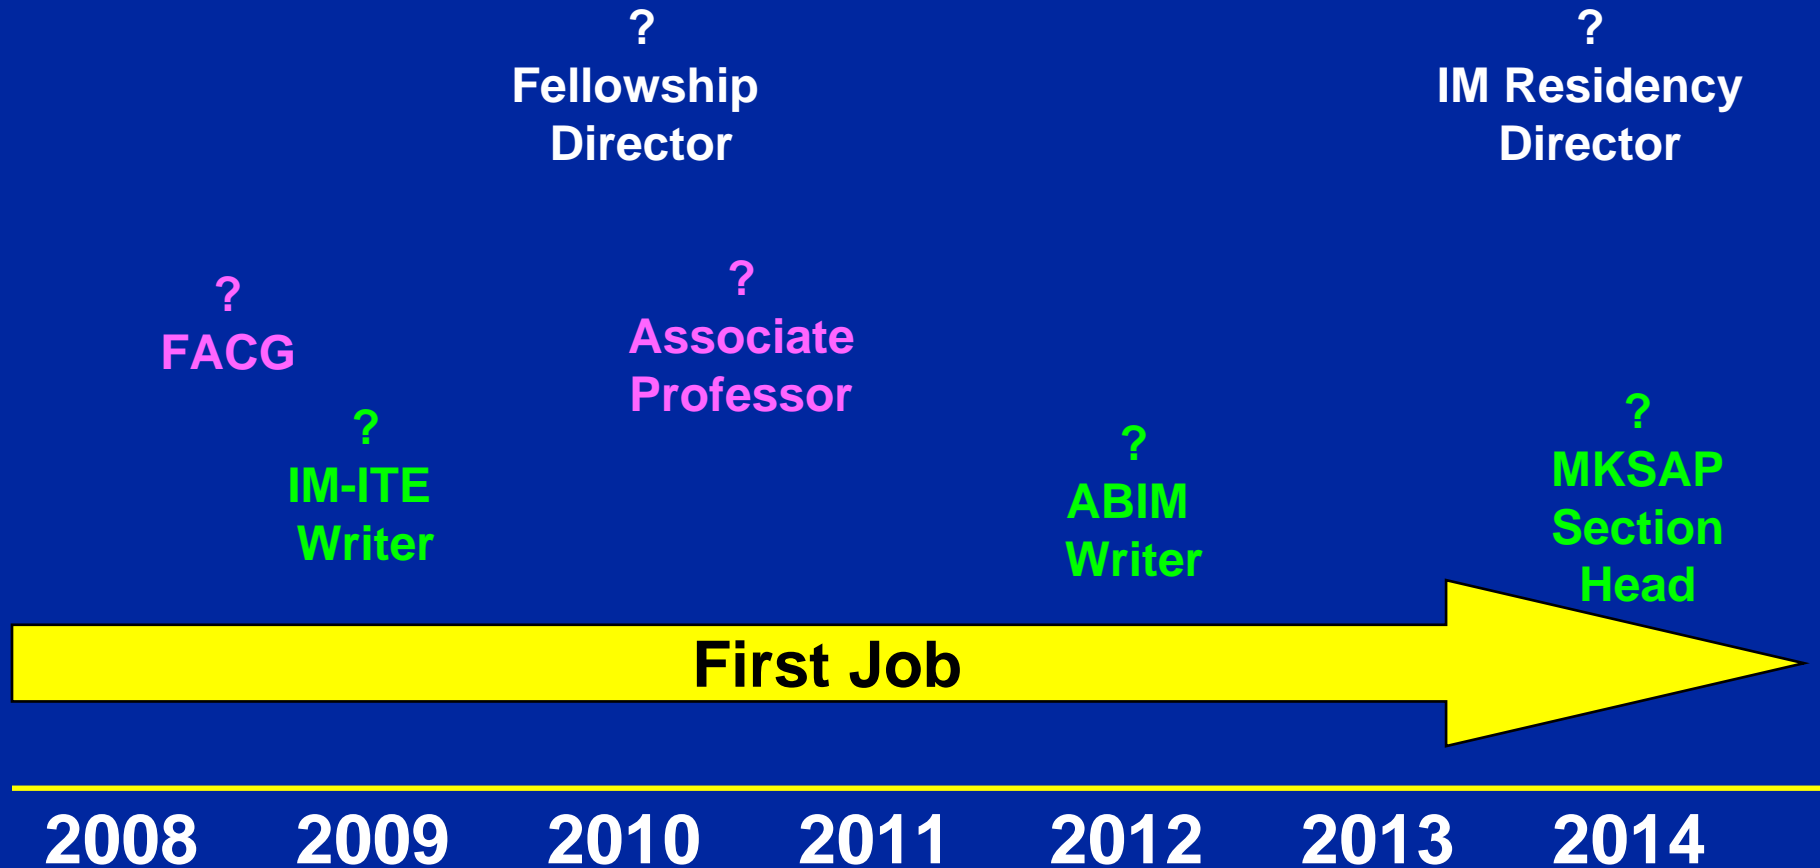 ?
Fellowship
Director
?
IM Residency
Director
?
FACG
?
Associate
Professor
?
IM-ITE
Writer
?
ABIM
Writer
?
MKSAP
Section
Head
First Job
2008 2009 2010 2011 2012 2013 2014